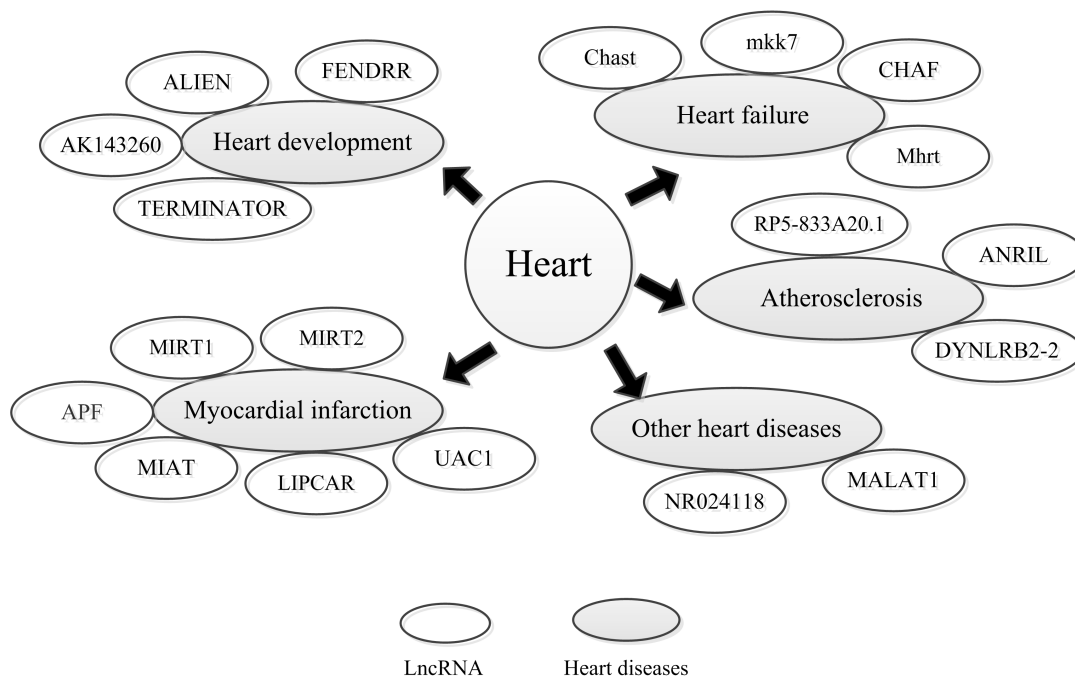 FENDRR
ALIEN
AK143260
Heart development
TERMINATOR
mkk7
Chast
CHAF
Heart failure
Mhrt
Heart
RP5-833A20.1
ANRIL
Atherosclerosis
DYNLRB2-2
MIRT1
MIRT2
APF
Myocardial infarction
MIAT
LIPCAR
UAC1
Other heart diseases
NR024118
MALAT1
LncRNA
Heart diseases